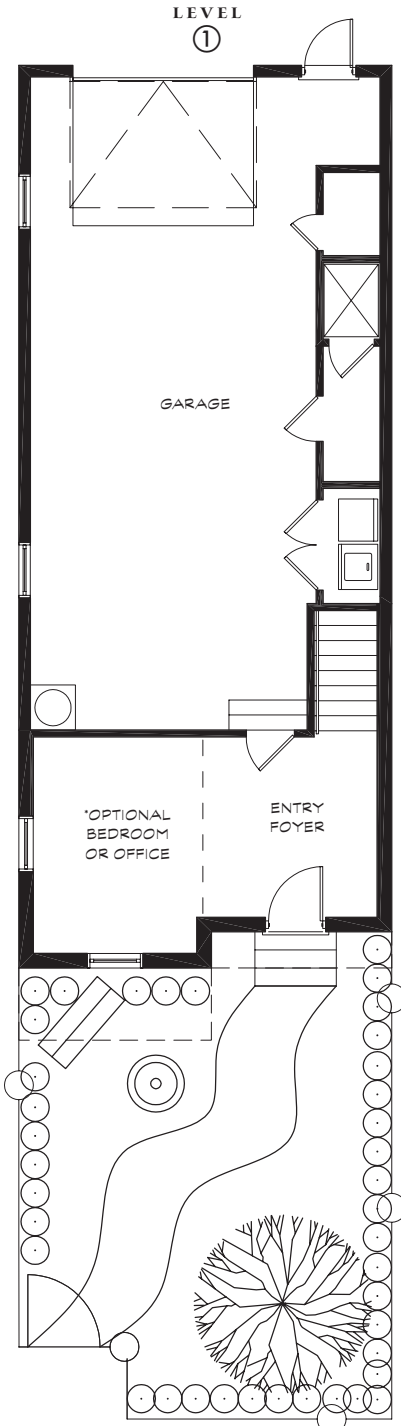 LEVEL
①
GARAGE
*OPTIONAL
BEDROOM
OR OFFICE
ENTRY
FOYER